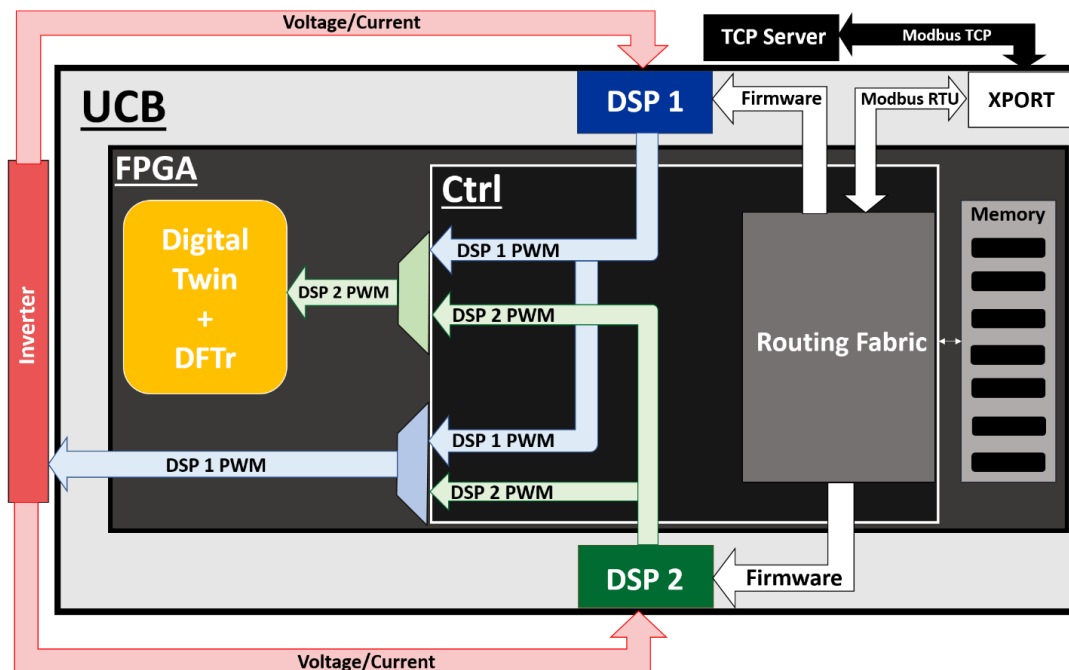 Voltage/Current
TCP Server
Modbus TCP
UCB
DSP 1
Firmware
Modbus RTU
XPORT
FPGA
Ctrl
Memory
Digital
Twin
+
DFTr
DSP 1 PWM
DSP 2 PWM
DSP 2 PWM
Routing Fabric
Inverter
DSP 1 PWM
DSP 1 PWM
DSP 2 PWM
DSP 2
Firmware
Voltage/Current